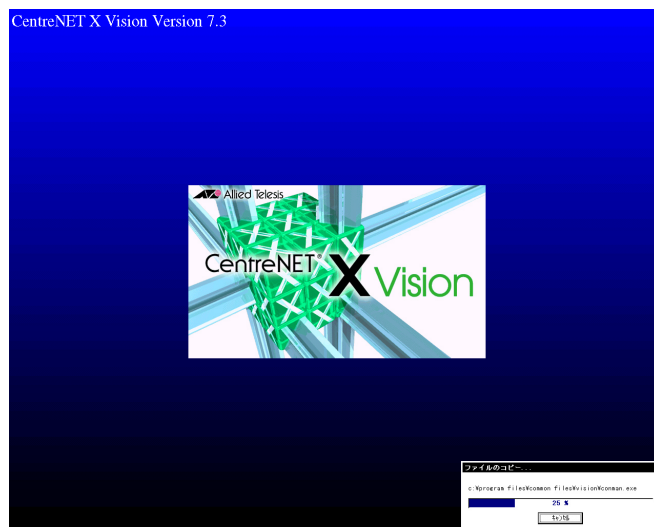 CentreNET X Vision Version 7.3
Allied Telesis
CentreNET® X Vision
ファイルのコピー...
c:¥program files¥common files¥vision¥conman.exe
25 %
ｷｬﾝｾﾙ